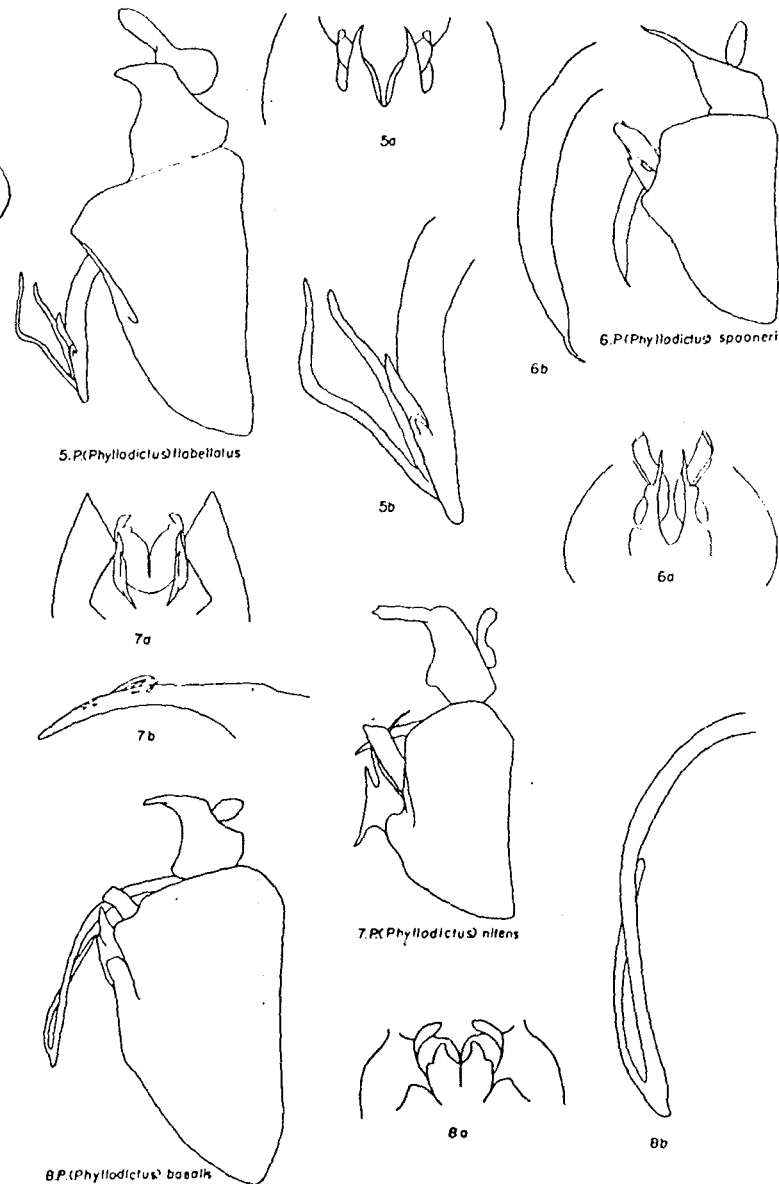 5a
6.P.(Phyllodictus) spooneri
6b
5.P.(Phyllodictus) flabellatus
5b
6a
7a
7b
7.P.(Phyllodictus) nitens
8a
8b
8.P.(Phyllodictus) basalis